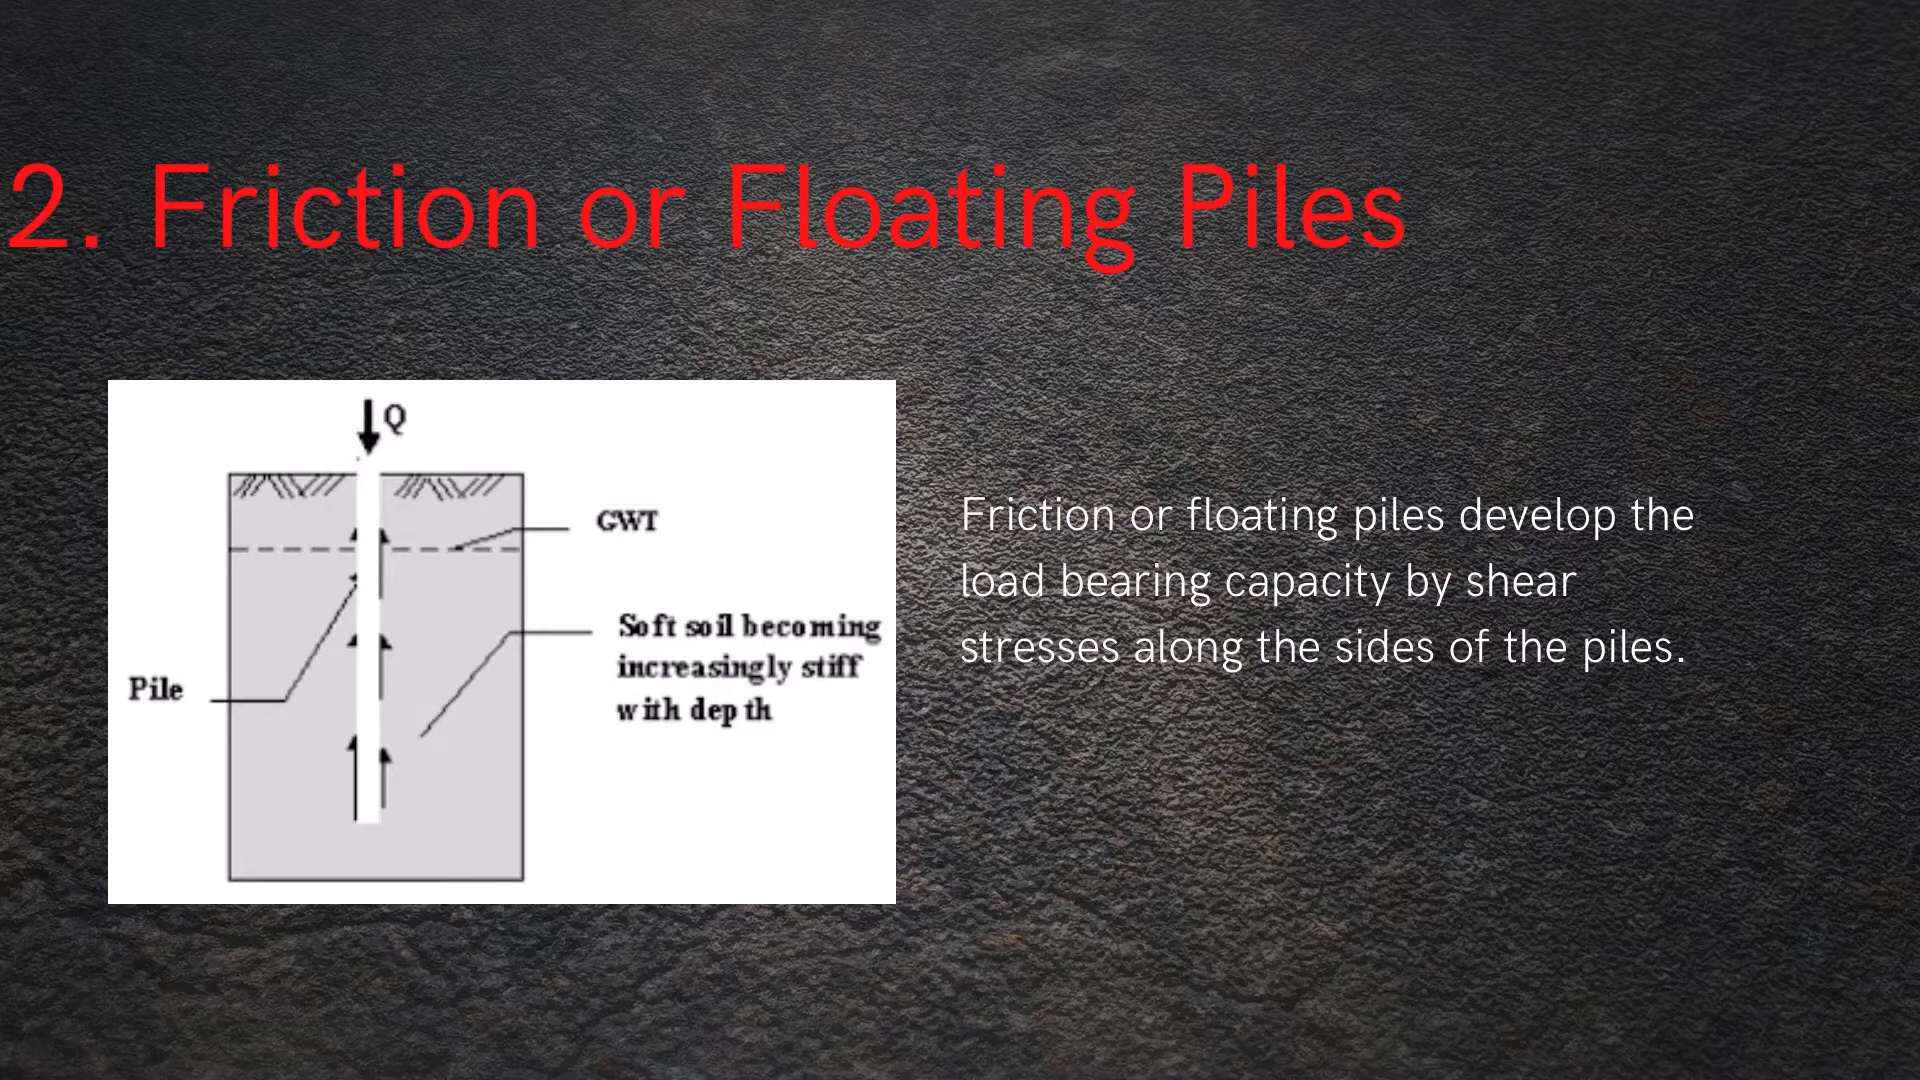 2. Friction or Floating Piles
Q
GWT
Soft soil becoming
increasingly stiff
with depth
Pile
Friction or floating piles develop the
load bearing capacity by shear
stresses along the sides of the piles.